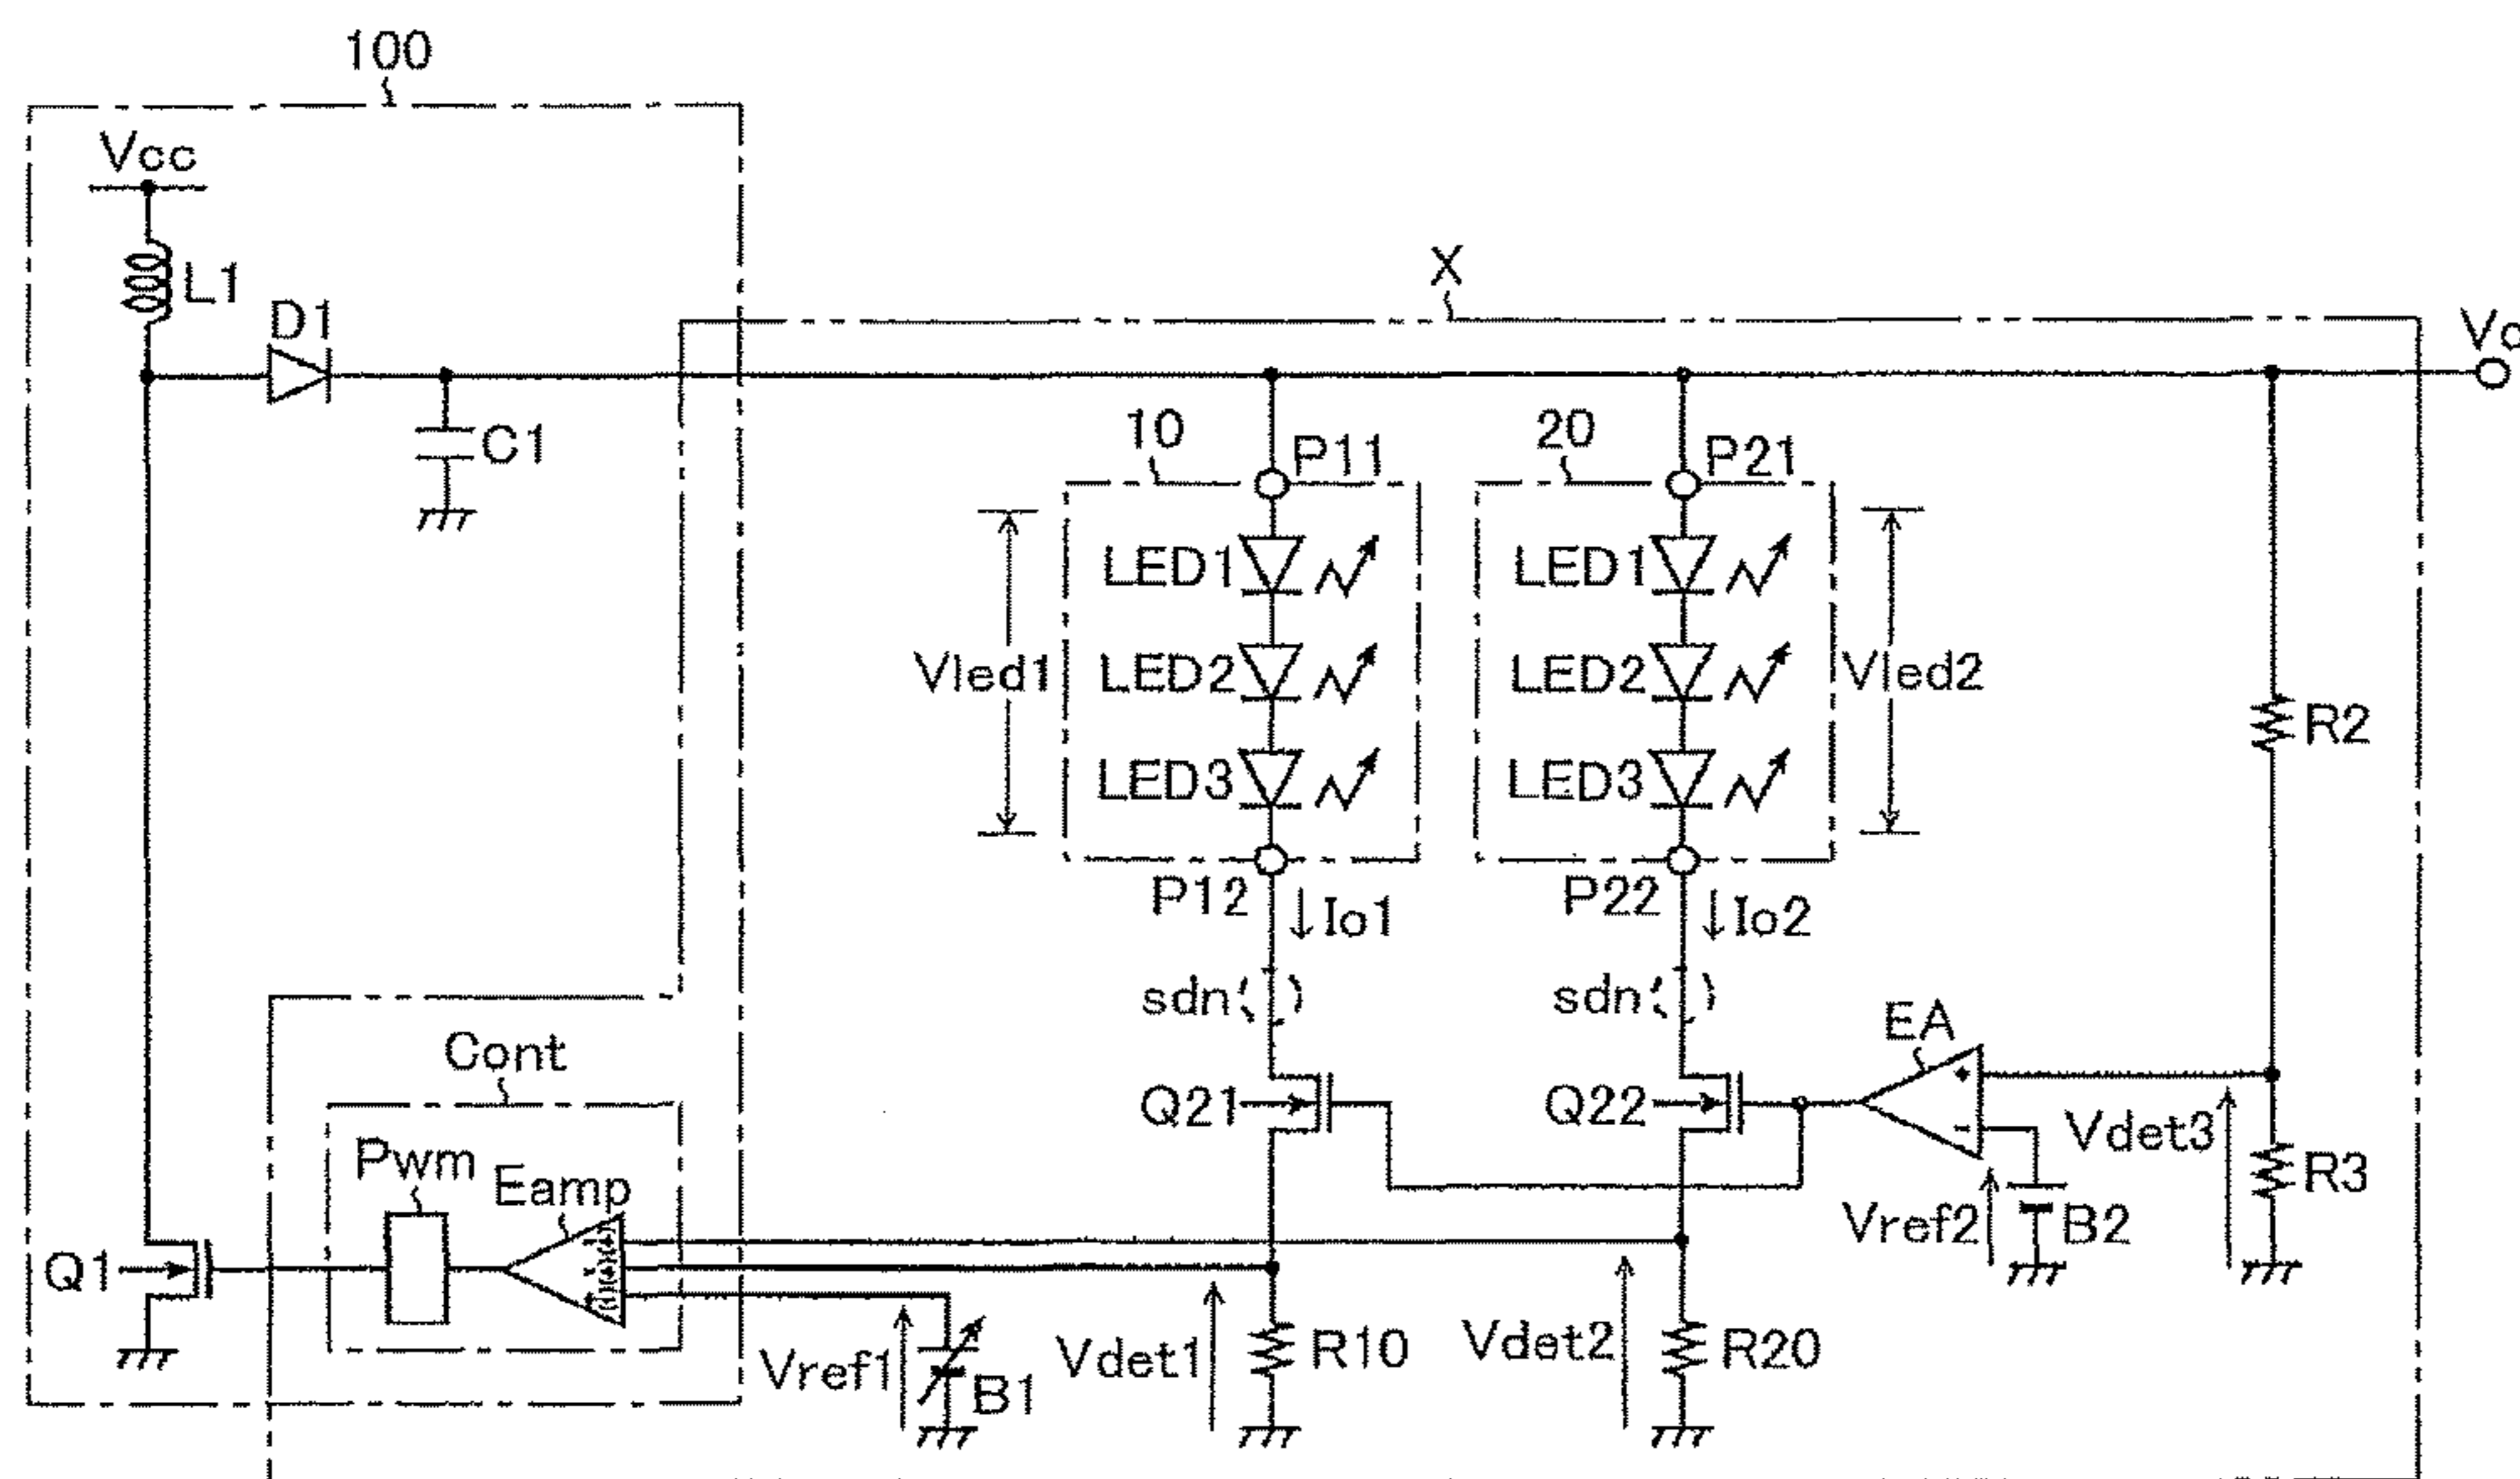 100
Vcc
L1
D1
C1
X
Vo
10
P11
20
P21
LED1
LED1
Vled1
LED2
LED2
Vled2
R2
LED3
LED3
P12
Io1
P22
Io2
sdn
sdn
EA
Cont
Q21
Q22
+
-
Vdet3
Pwm
Eamp
R3
Vref2
B2
Q1
Vref1
B1
Vdet1
R10
Vdet2
R20